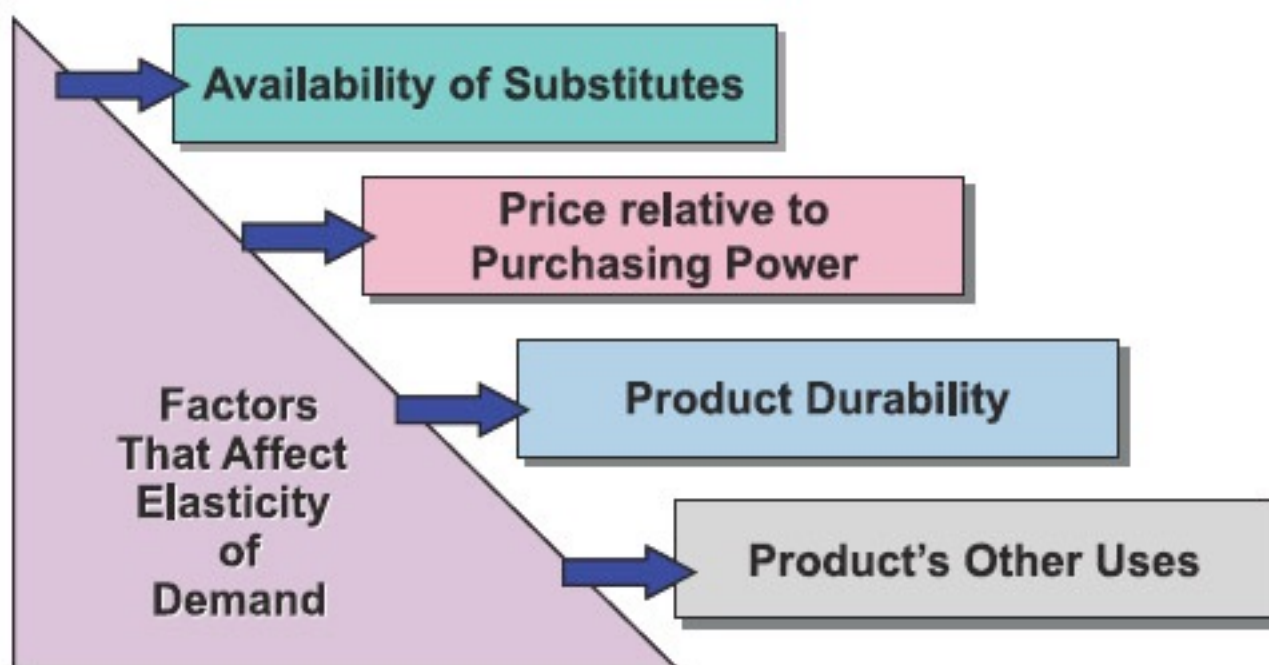 Availability of Substitutes
Price relative to
Purchasing Power
Product Durability
Product’s Other Uses
Factors
That Affect
Elasticity
of
Demand